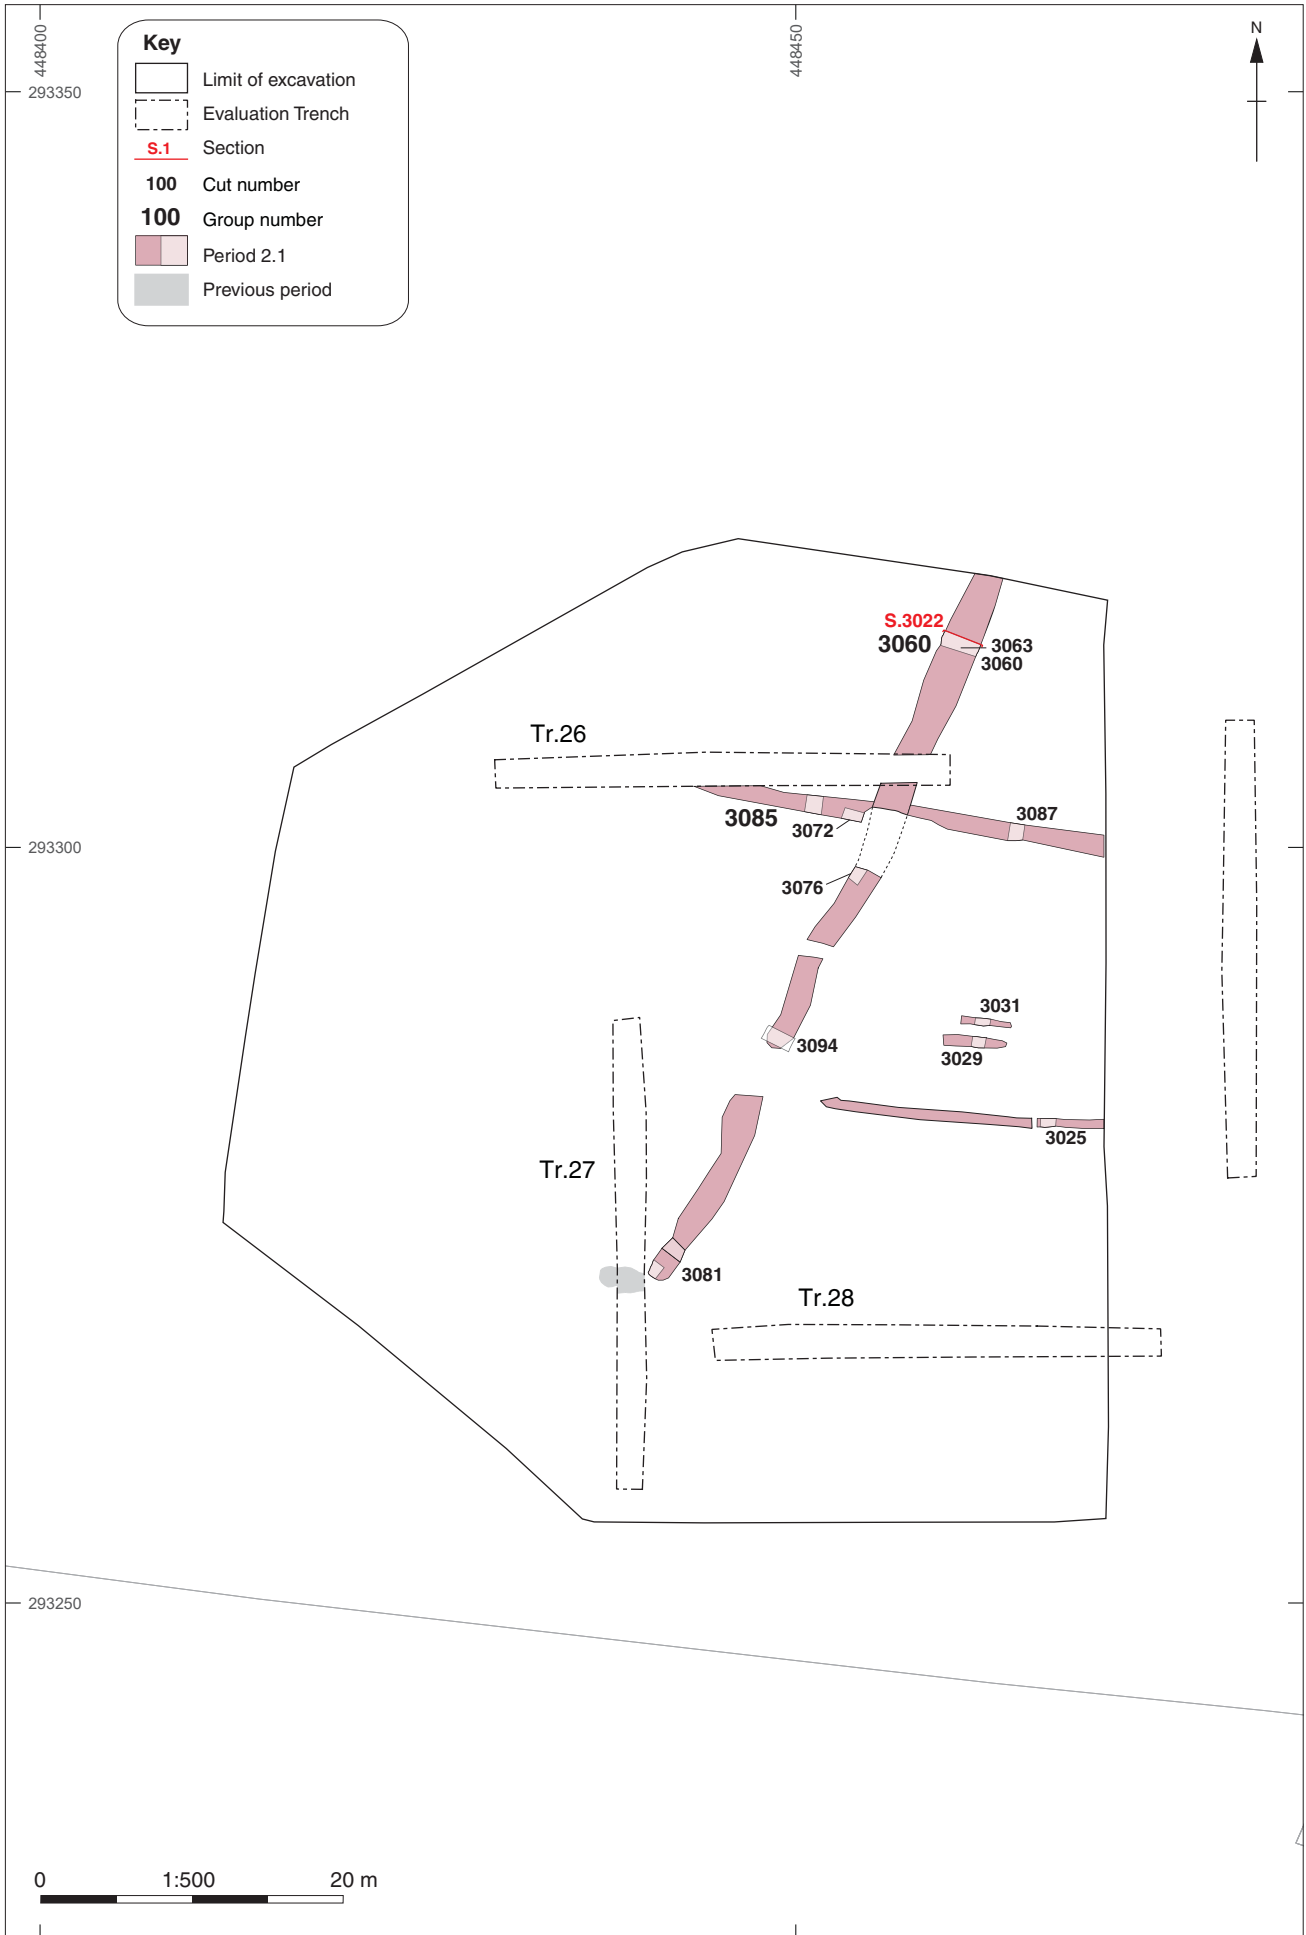 448400
448450
N
293350
Key
Limit of excavation
Evaluation Trench
S.1 Section
100 Cut number
100 Group number
Period 2.1
Previous period
S.3022
3060
3063
3060
Tr.26
3085
3072
3087
293300
3076
3031
3094
3029
3025
Tr.27
3081
Tr.28
293250
0 1:500 20 m